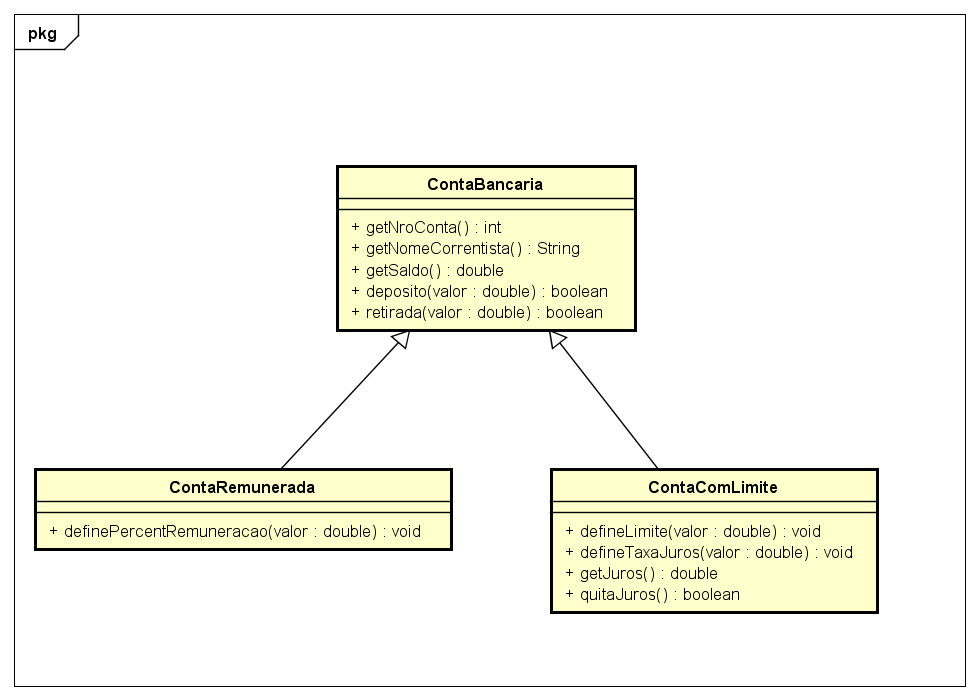 pkg
ContaBancaria
+ getNroConta() : int
+ getNomeCorrentista() : String
+ getSaldo() : double
+ deposito(valor : double) : boolean
+ retirada(valor : double) : boolean
ContaRemunerada
+ definePercentRemuneracao(valor : double) : void
ContaComLimite
+ defineLimite(valor : double) : void
+ defineTaxaJuros(valor : double) : void
+ getJuros() : double
+ quitaJuros() : boolean